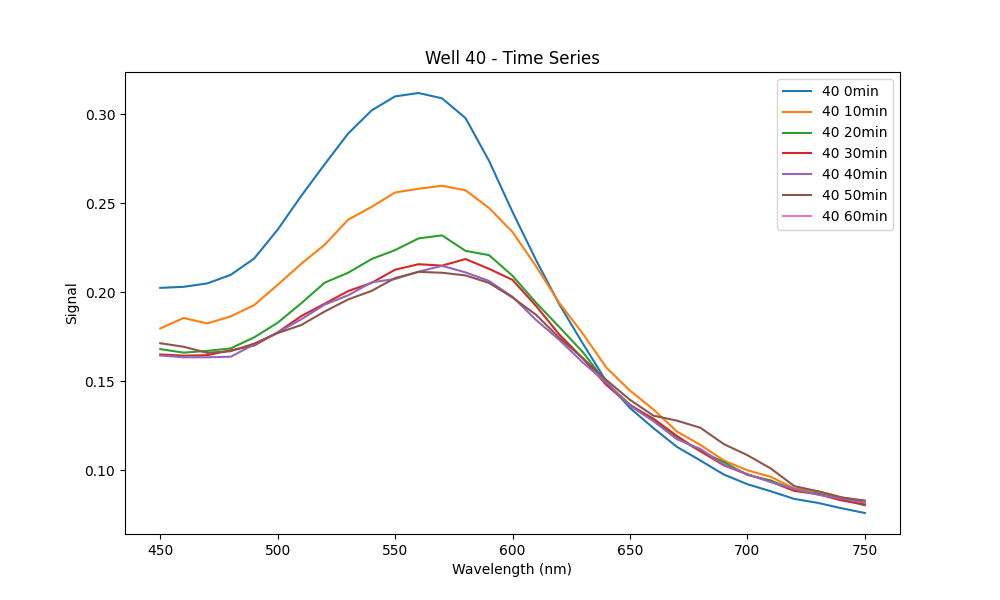 Well 40 - Time Series
40 0min
40 10min
40 20min
40 30min
40 40min
40 50min
40 60min
Signal
0.30
0.25
0.20
0.15
0.10
450 500 550 600 650 700 750
Wavelength (nm)